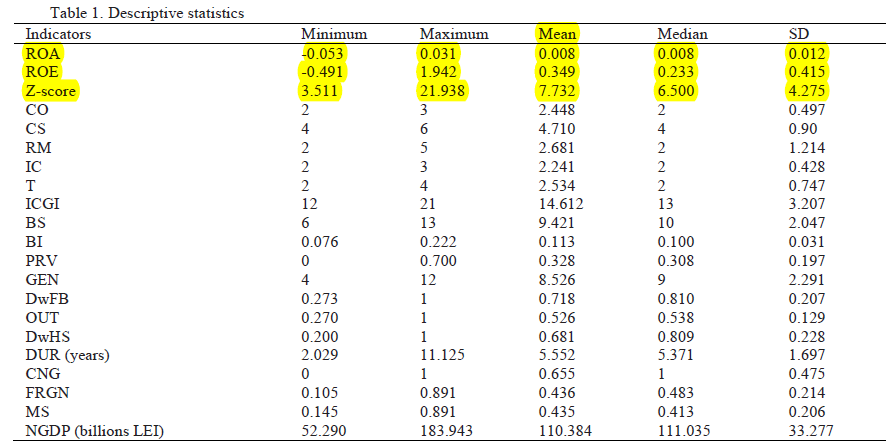 Table 1. Descriptive statistics
Indicators Minimum Maximum Mean Median SD
ROA -0.053 0.031 0.008 0.008 0.012
ROE -0.491 1.942 0.349 0.233 0.415
Z-score 3.511 21.938 7.732 6.500 4.275
CO 2 3 2.448 2 0.497
CS 4 6 4.710 4 0.90
RM 2 5 2.681 2 1.214
IC 2 3 2.241 2 0.428
T 2 4 2.534 2 0.747
ICGI 12 21 14.612 13 3.207
BS 6 13 9.421 10 2.047
BI 0.076 0.222 0.113 0.100 0.031
PRV 0 0.700 0.328 0.308 0.197
GEN 4 12 8.526 9 2.291
DwFB 0.273 1 0.718 0.810 0.207
OUT 0.270 1 0.526 0.538 0.129
DwHS 0.200 1 0.681 0.809 0.228
DUR (years) 2.029 11.125 5.552 5.371 1.697
CNG 0 1 0.655 1 0.475
FRGN 0.105 0.891 0.436 0.483 0.214
MS 0.145 0.891 0.435 0.413 0.206
NGDP (billions LEI) 52.290 183.943 110.384 111.035 33.277